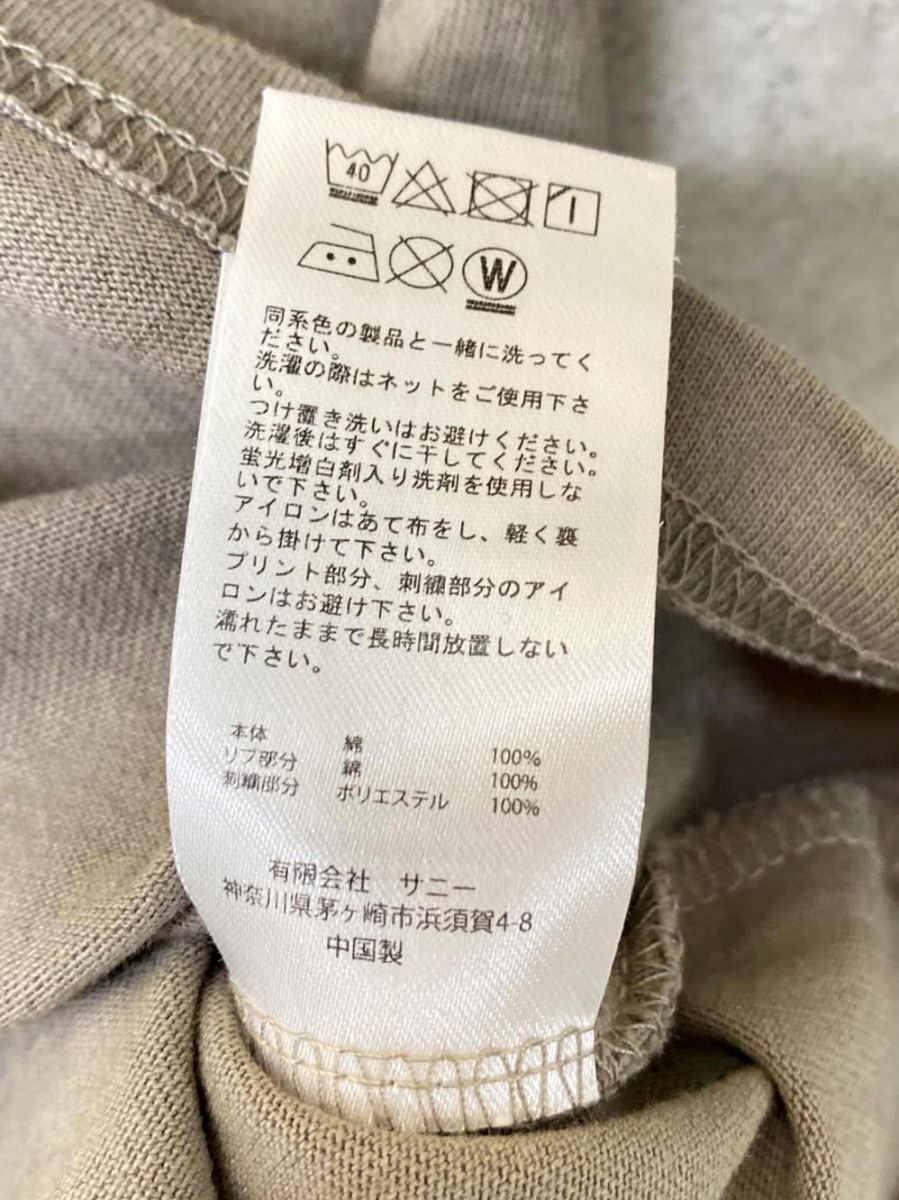 40
W
同系色の製品と一緒に洗ってく
ださい。
洗濯の際はネットをご使用下さ
い。
つけ置き洗いはお避けください。
洗濯後はすぐに干してください。
蛍光増白剤入り洗剤を使用しな
いで下さい。
アイロンはあて布をし、軽く裏
から掛けて下さい。
プリント部分、刺繍部分のアイ
ロンはお避け下さい。
濡れたままで長時間放置しない
で下さい。
本体 綿 100%
リブ部分 綿 100%
刺繍部分 ポリエステル 100%
有限会社 サニー
神奈川県茅ヶ崎市浜須賀4-8
中国製